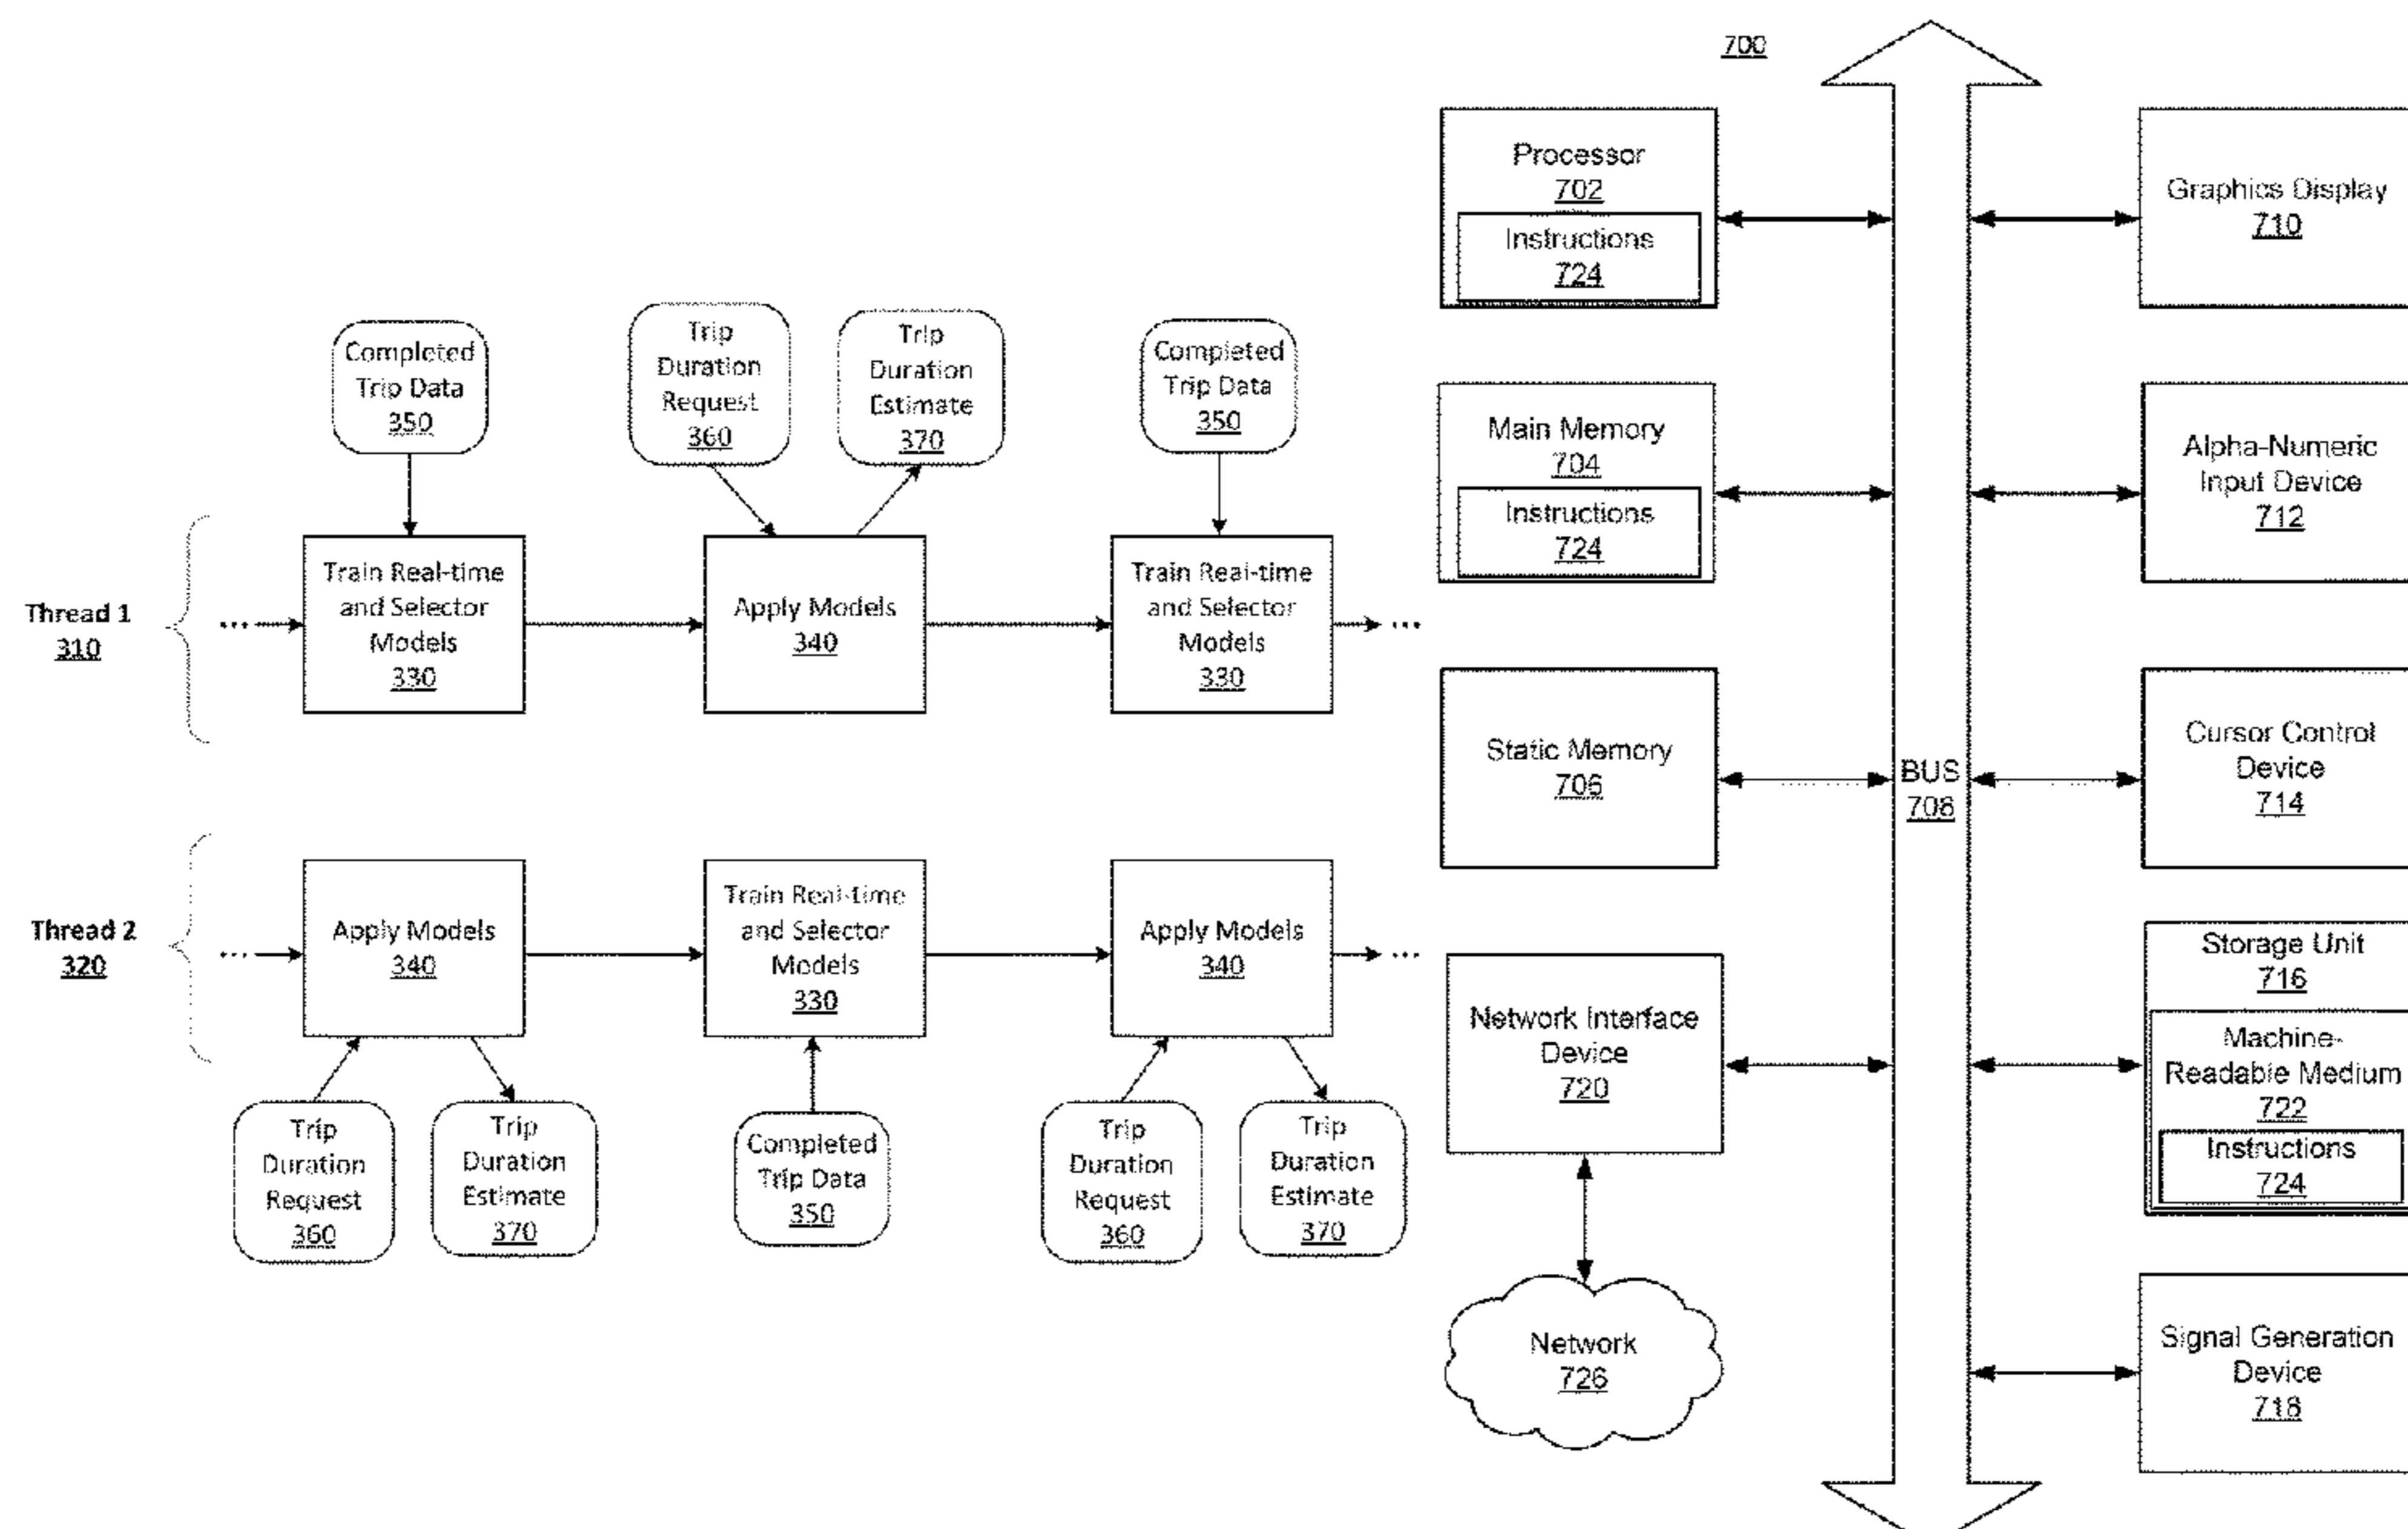 Completed
Trip Data
350
Trip
Duration
Request
360
Trip
Duration
Estimate
370
Completed
Trip Data
350
Thread 1
310
...
Train Real-time
and Selector
Models
330
Apply Models
340
Train Real-time
and Selector
Models
330
...
Thread 2
320
...
Apply Models
340
Train Real-time
and Selector
Models
330
Apply Models
340
...
Trip
Duration
Request
360
Trip
Duration
Estimate
370
Completed
Trip Data
350
Trip
Duration
Request
360
Trip
Duration
Estimate
370
700
Processor
702
Instructions
724
Main Memory
704
Instructions
724
Static Memory
706
Network Interface
Device
720
Network
726
BUS
708
Graphics Display
710
Alpha-Numeric
Input Device
712
Cursor Control
Device
714
Storage Unit
716
Machine-
Readable Medium
722
Instructions
724
Signal Generation
Device
718